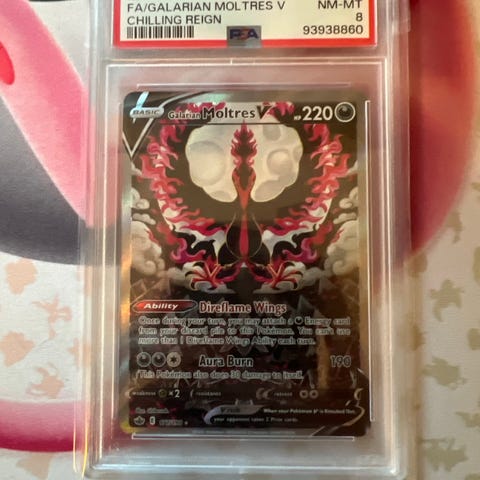 FA/GALARIAN MOLTRES V NM-MT
CHILLING REIGN 8
PSA 93938860
BASIC Galarian Moltres V HP 220
Ability Direflame Wings
Once during your turn, you may attach a Energy card
from your discard pile to this Pokémon. You can't use
more than 1 Direflame Wings Ability each turn.
Aura Burn 190
This Pokémon also does 30 damage to itself.
weakness ×2 resistance retreat
V rule When your Pokémon V is Knocked Out,
your opponent takes 2 Prize cards.